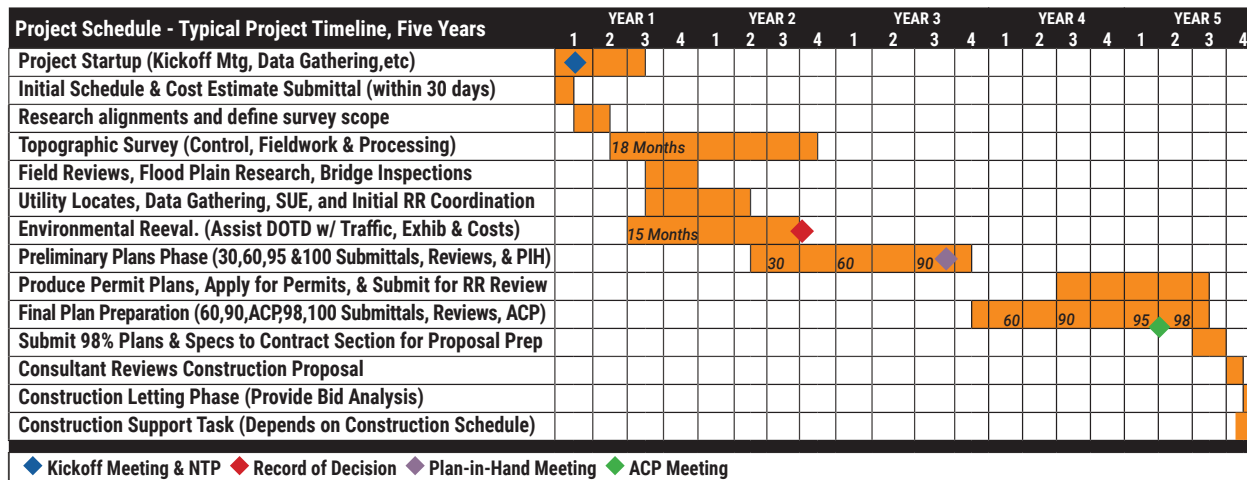 Project Schedule - Typical Project Timeline, Five Years
YEAR 1 YEAR 2 YEAR 3 YEAR 4 YEAR 5
1 2 3 4 1 2 3 4 1 2 3 4 1 2 3 4 1 2 3 4
Project Startup (Kickoff Mtg, Data Gathering,etc)
Initial Schedule & Cost Estimate Submittal (within 30 days)
Research alignments and define survey scope
Topographic Survey (Control, Fieldwork & Processing) 18 Months
Field Reviews, Flood Plain Research, Bridge Inspections
Utility Locates, Data Gathering, SUE, and Initial RR Coordination
Environmental Reeval. (Assist DOTD w/ Traffic, Exhib & Costs) 15 Months
Preliminary Plans Phase (30,60,95 &100 Submittals, Reviews, & PIH) 30 60 90
Produce Permit Plans, Apply for Permits, & Submit for RR Review
Final Plan Preparation (60,90,ACP,98,100 Submittals, Reviews, ACP) 60 90 95 98
Submit 98% Plans & Specs to Contract Section for Proposal Prep
Consultant Reviews Construction Proposal
Construction Letting Phase (Provide Bid Analysis)
Construction Support Task (Depends on Construction Schedule)
Kickoff Meeting & NTP Record of Decision Plan-in-Hand Meeting ACP Meeting